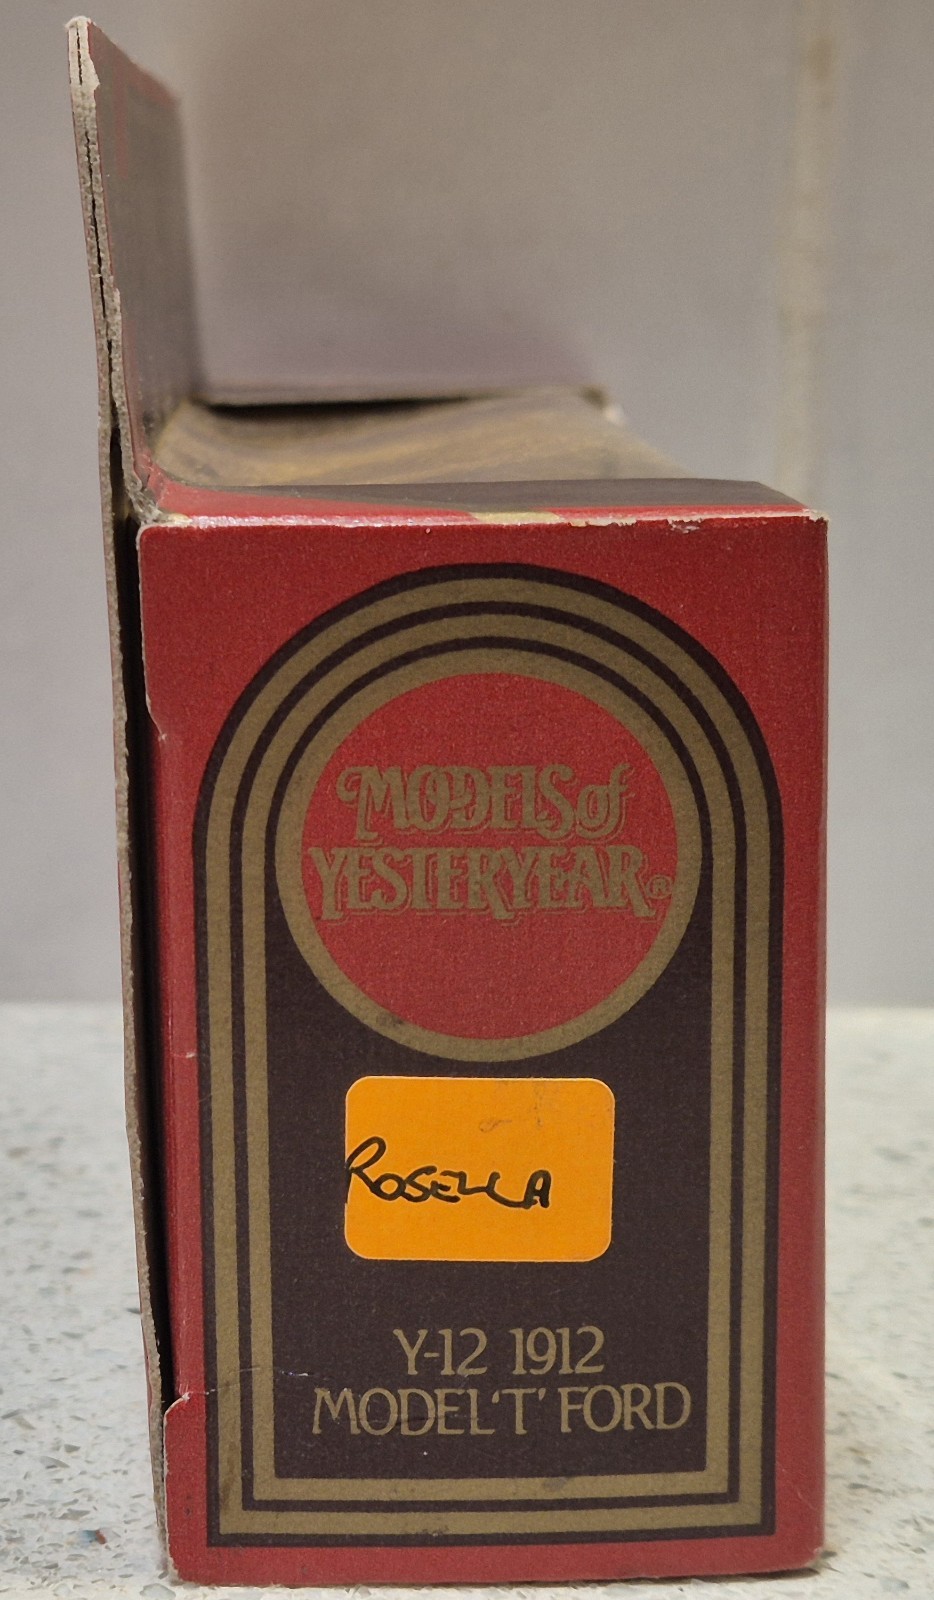 MODELS of
YESTERYEAR®
ROSELLA
Y-12 1912
MODEL 'T' FORD